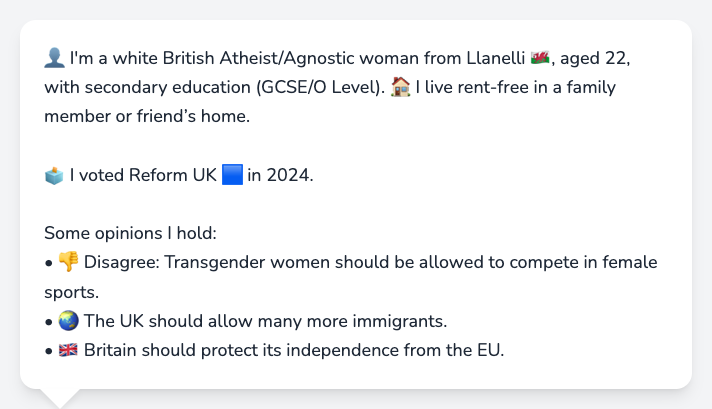 👤 I'm a white British Atheist/Agnostic woman from Llanelli 🏴󠁧󠁢󠁷󠁬󠁳󠁿, aged 22,
with secondary education (GCSE/O Level). 🏠 I live rent-free in a family
member or friend’s home.
🗳️ I voted Reform UK 🟦 in 2024.
Some opinions I hold:
• 👎 Disagree: Transgender women should be allowed to compete in female
sports.
• 🌏 The UK should allow many more immigrants.
• 🇬🇧 Britain should protect its independence from the EU.